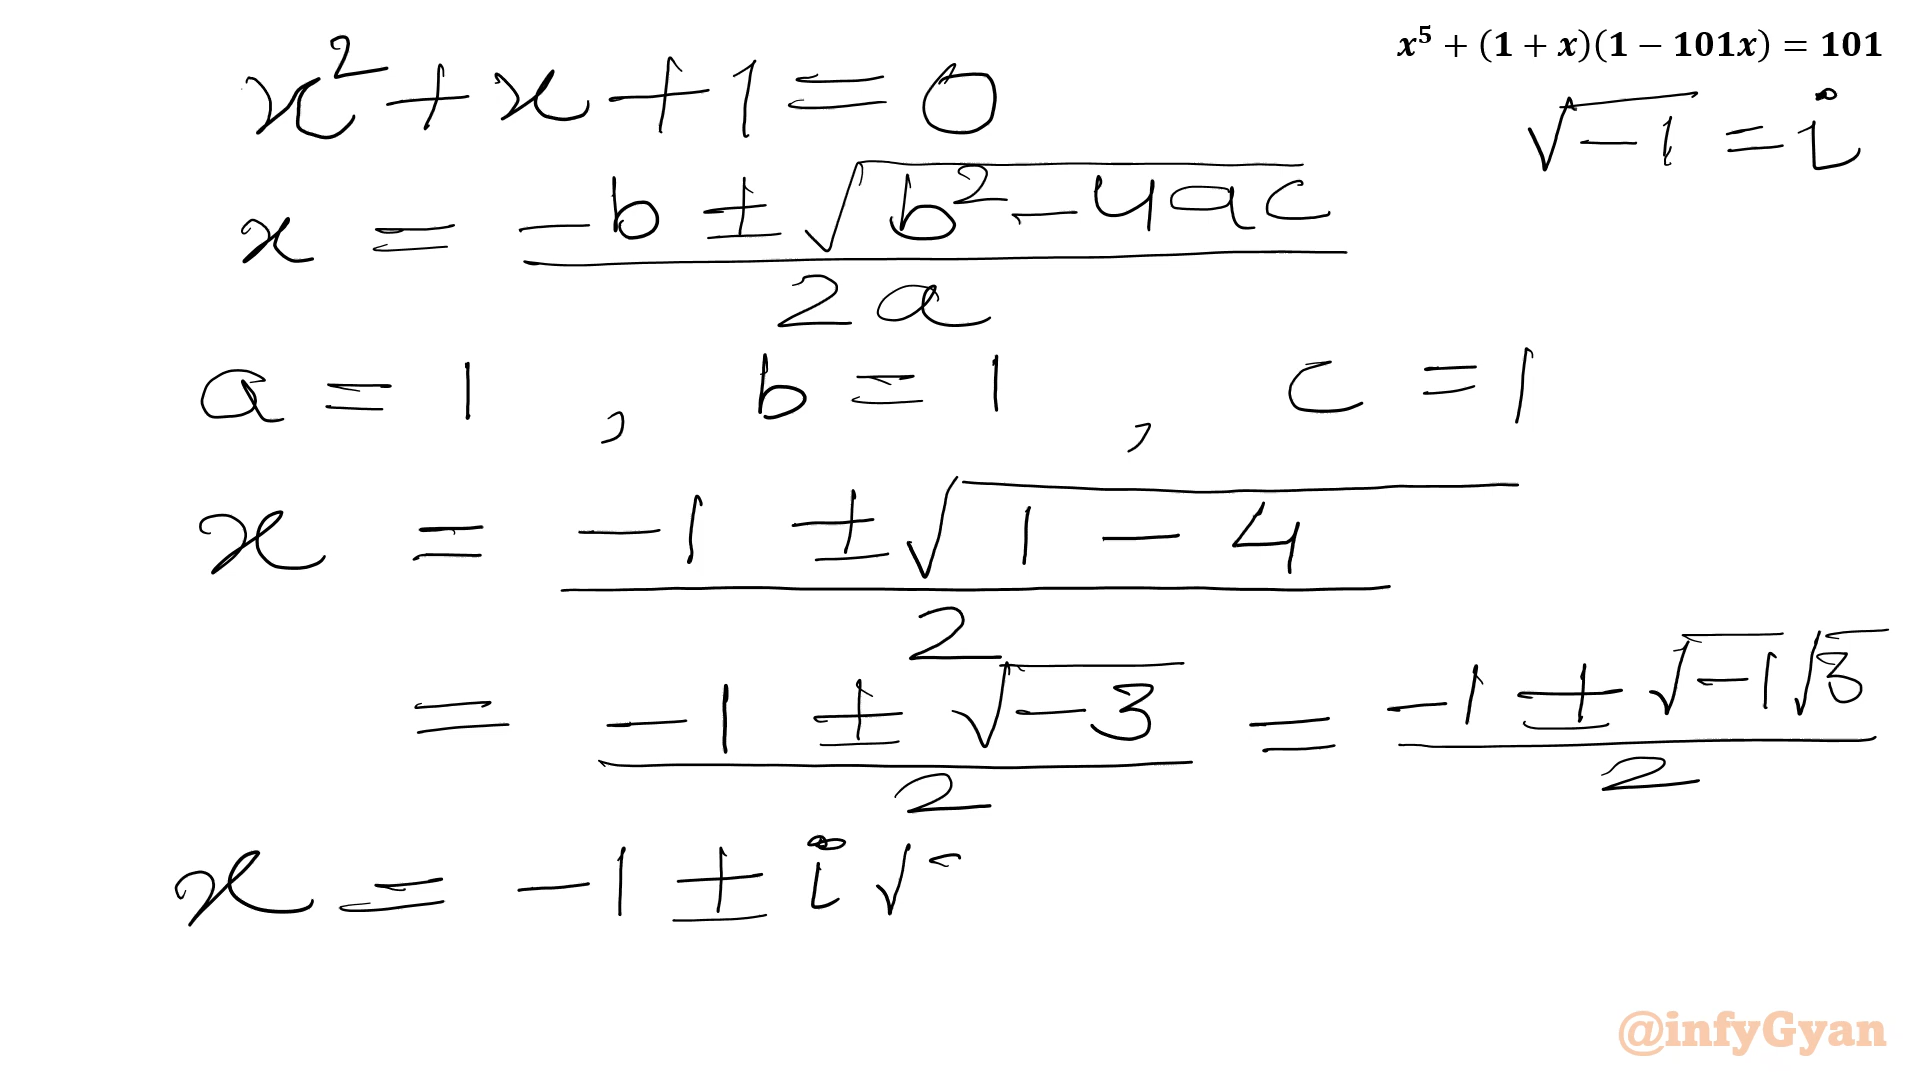 x⁵ + (1 + x)(1 − 101x) = 101
x² + x + 1 = 0
√-1 = i
x = (-b ± √(b² - 4ac)) / 2a
a = 1 , b = 1 , c = 1
x = (-1 ± √(1 - 4)) / 2
= (-1 ± √-3) / 2 = (-1 ± √-1 √3) / 2
x = -1 ± i √
@infyGyan